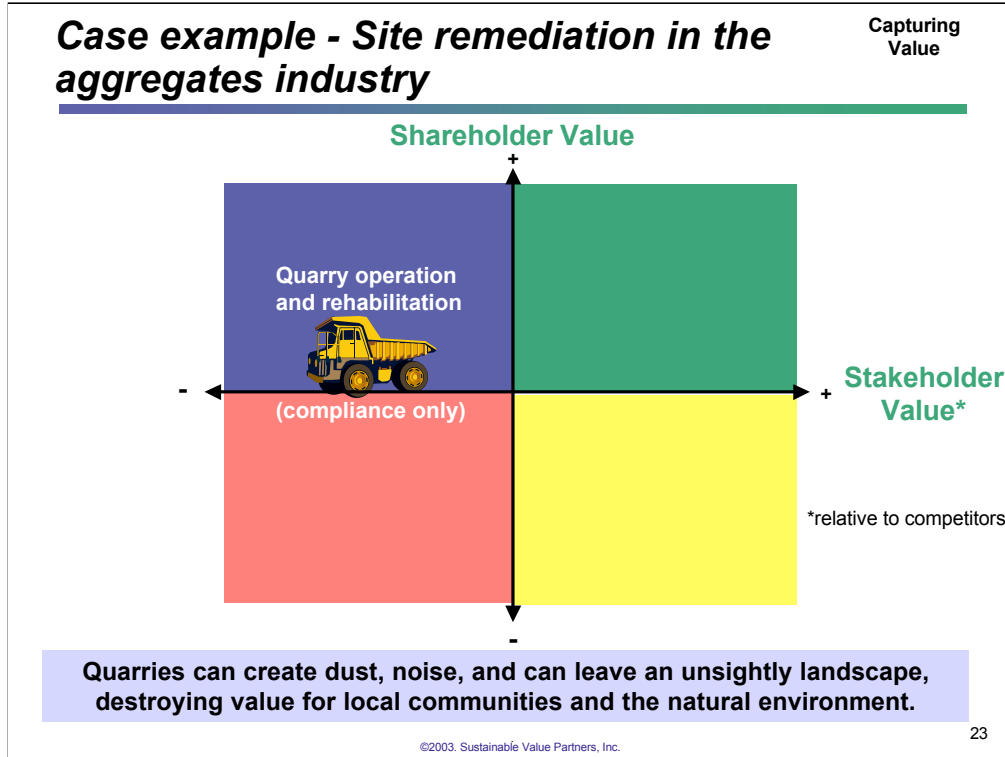 Case example - Site remediation in the
aggregates industry
Capturing
Value
Shareholder Value
+
Quarry operation
and rehabilitation
-
+
Stakeholder
Value*
(compliance only)
*relative to competitors
-
Quarries can create dust, noise, and can leave an unsightly landscape,
destroying value for local communities and the natural environment.
23
©2003. Sustainable Value Partners, Inc.